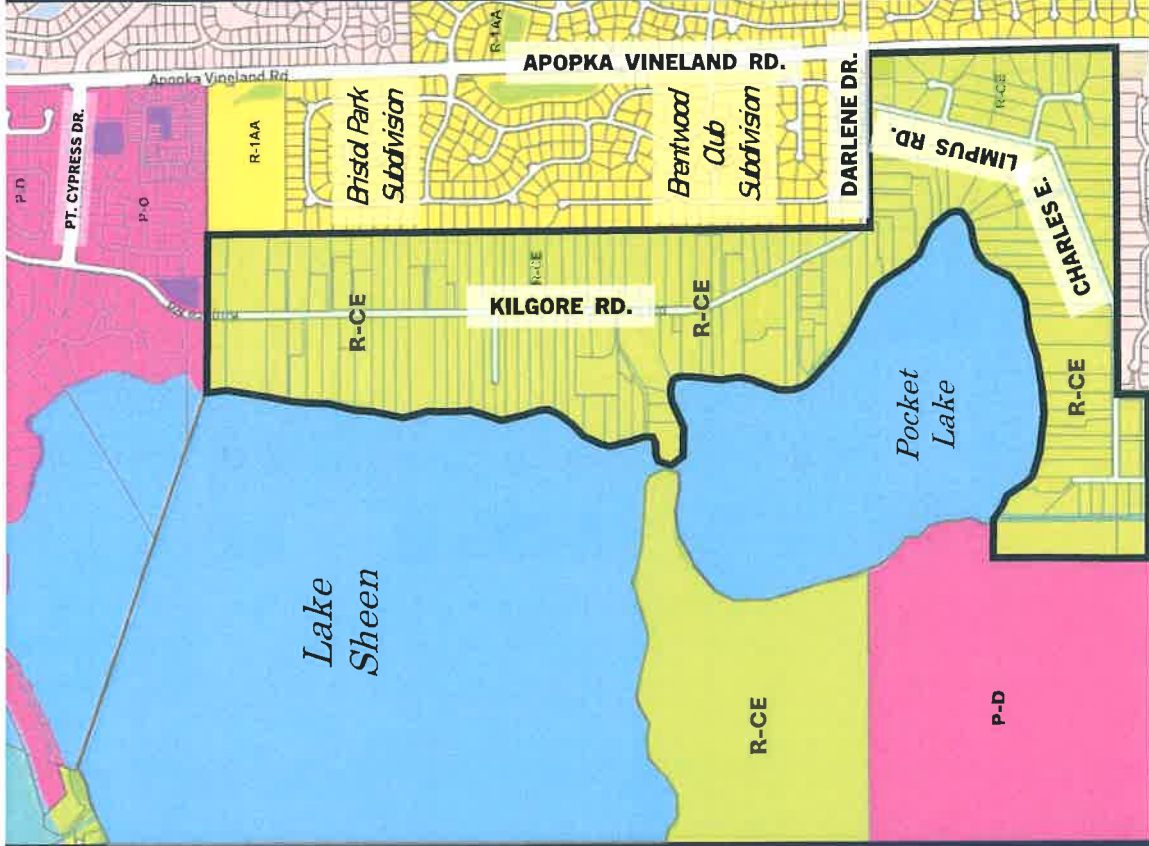 P-D
PT. CYPRESS DR.
P-D
Apopka Vineland Rd
R-1AA
R-1AA
APOPKA VINELAND RD.
Bristol Park
Subdivision
Brentwood
Club
Subdivision
DARLENE DR.
R-CE
CHARLES E.
LIMPUS RD.
R-CE
R-CE
KILGORE RD.
R-CE
R-CE
Lake
Sheen
Pocket
Lake
R-CE
P-D